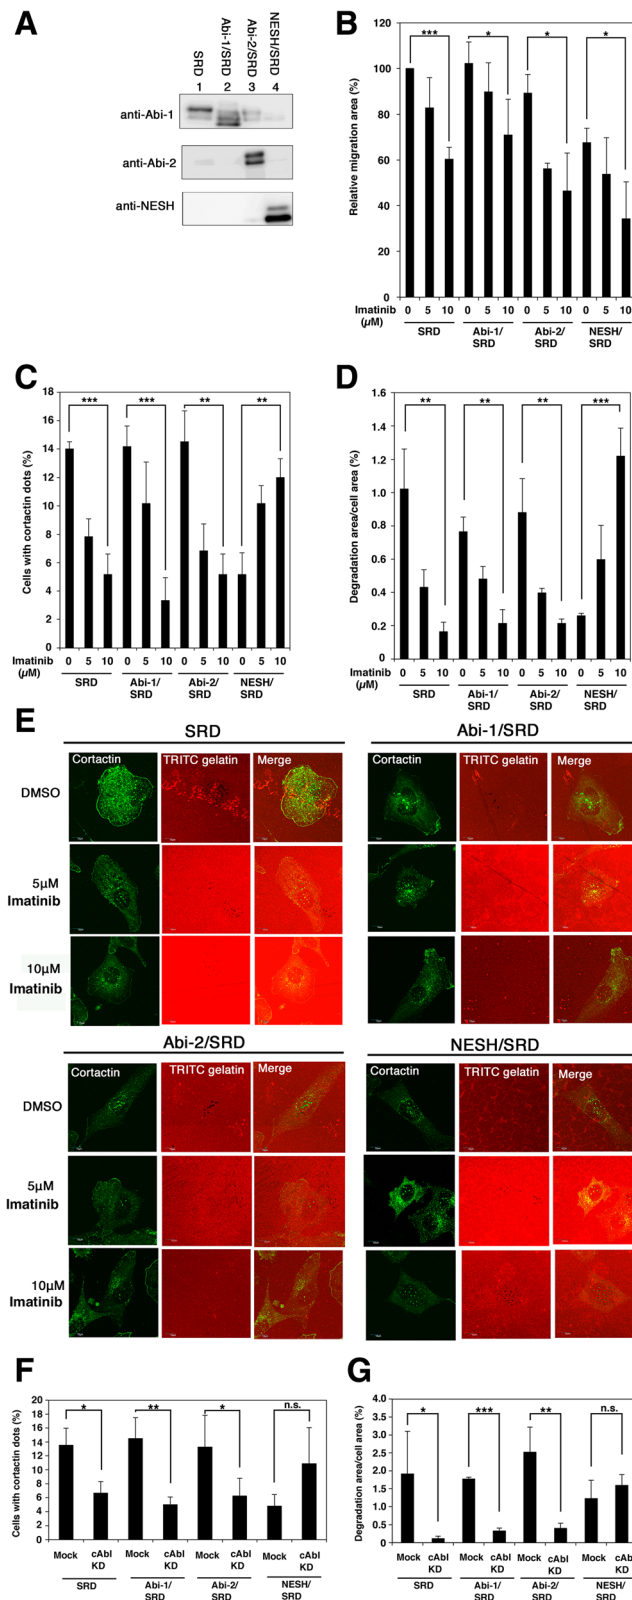 A
SRD
Abi-1/SRD
Abi-2/SRD
NESH/SRD
1 2 3 4
anti-Abi-1
anti-Abi-2
anti-NESH
B
Relative migration area (%)
120
100
80
60
40
20
0
*** * * *
Imatinib 0 5 10 0 5 10 0 5 10 0 5 10
(µM)
SRD Abi-1/ Abi-2/ NESH/
SRD SRD SRD
C
Cells with cortactin dots (%)
18
16
14
12
10
8
6
4
2
0
*** *** ** **
Imatinib 0 5 10 0 5 10 0 5 10 0 5 10
(µM)
SRD Abi-1/ Abi-2/ NESH/
SRD SRD SRD
D
Degradation area/cell area (%)
1.6
1.4
1.2
1.0
0.8
0.6
0.4
0.2
0
** ** ** ***
Imatinib 0 5 10 0 5 10 0 5 10 0 5 10
(µM)
SRD Abi-1/ Abi-2/ NESH/
SRD SRD SRD
E
SRD
Cortactin TRITC gelatin Merge
DMSO
5µM
Imatinib
10µM
Imatinib
Abi-1/SRD
Cortactin TRITC gelatin Merge
Abi-2/SRD
Cortactin TRITC gelatin Merge
DMSO
5µM
Imatinib
10µM
Imatinib
NESH/SRD
Cortactin TRITC gelatin Merge
F
Cells with cortactin dots (%)
20
18
16
14
12
10
8
6
4
2
0
* ** * n.s.
Mock cAbl Mock cAbl Mock cAbl Mock cAbl
KD KD KD KD
SRD Abi-1/ Abi-2/ NESH/
SRD SRD SRD
G
Degradation area/cell area (%)
4.0
3.5
3.0
2.5
2.0
1.5
1.0
0.5
0
* *** ** n.s.
Mock cAbl Mock cAbl Mock cAbl Mock cAbl
KD KD KD KD
SRD Abi-1/ Abi-2/ NESH/
SRD SRD SRD